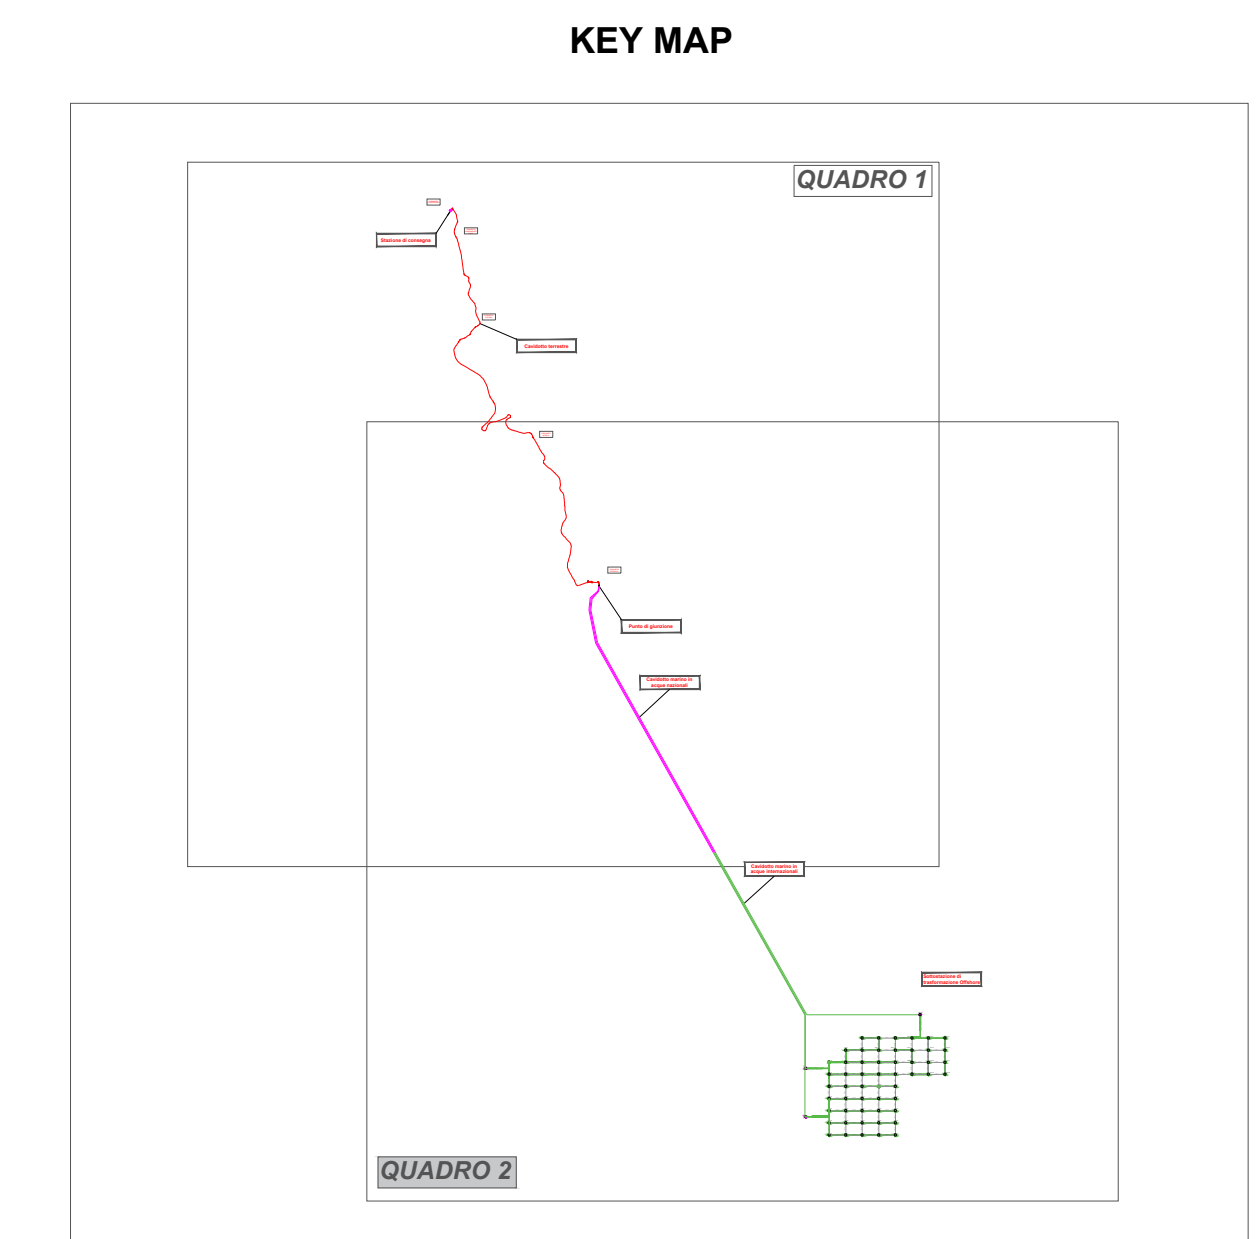 KEY MAP
QUADRO 1
Stazione di consegna
Cavidotto terrestre
Punto di giunzione
Cavidotto marino in
acque nazionali
Cavidotto marino in
acque internazionali
Sottostazione di
trasformazione Offshore
QUADRO 2